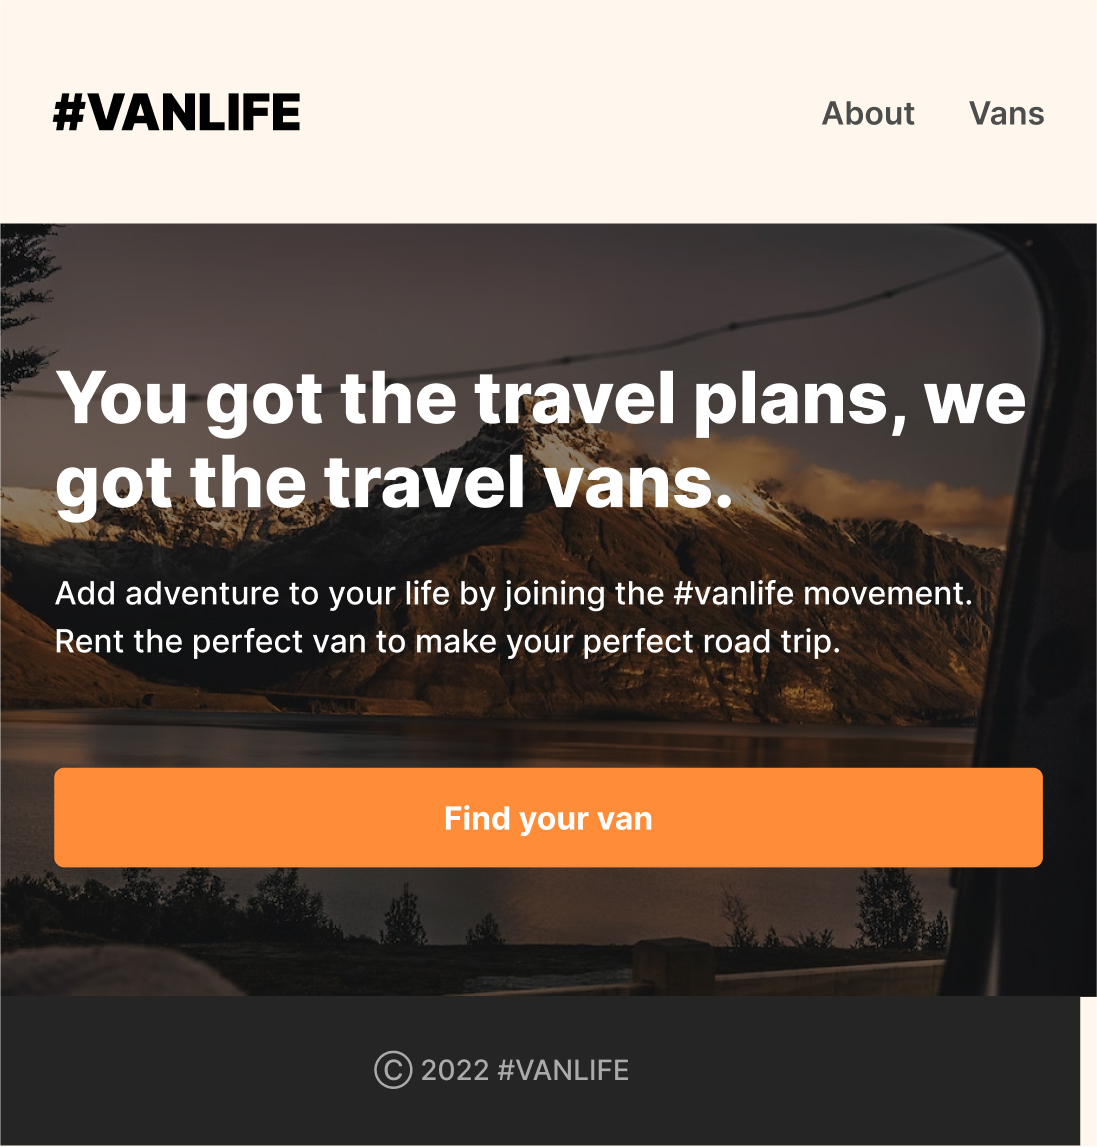 #VANLIFE
About Vans
You got the travel plans, we
got the travel vans.
Add adventure to your life by joining the #vanlife movement.
Rent the perfect van to make your perfect road trip.
Find your van
Ⓒ 2022 #VANLIFE